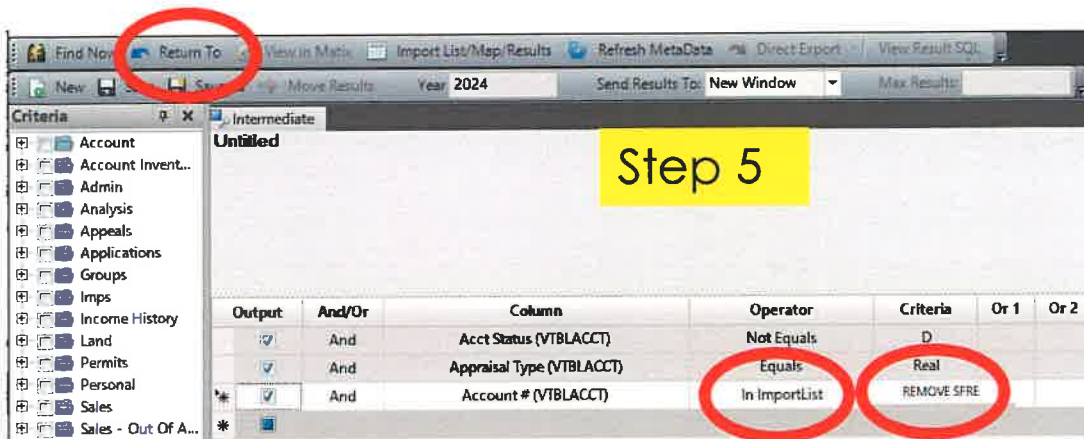 Find Now Return To View in Matix Import List/Map/Results Refresh MetaData Direct Export View Result SQL
New Move Results Year 2024 Send Results To: New Window Max Results:
Criteria Intermediate
Account
Account Invent...
Admin
Analysis
Appeals
Applications
Groups
Imps
Income History
Land
Permits
Personal
Sales
Sales - Out Of A...
Untitled
Step 5
Output And/Or Column Operator Criteria Or 1 Or 2
And Acct Status (VTBLACCT) Not Equals D
And Appraisal Type (VTBLACCT) Equals Real
And Account # (VTBLACCT) In ImportList REMOVE SFRE